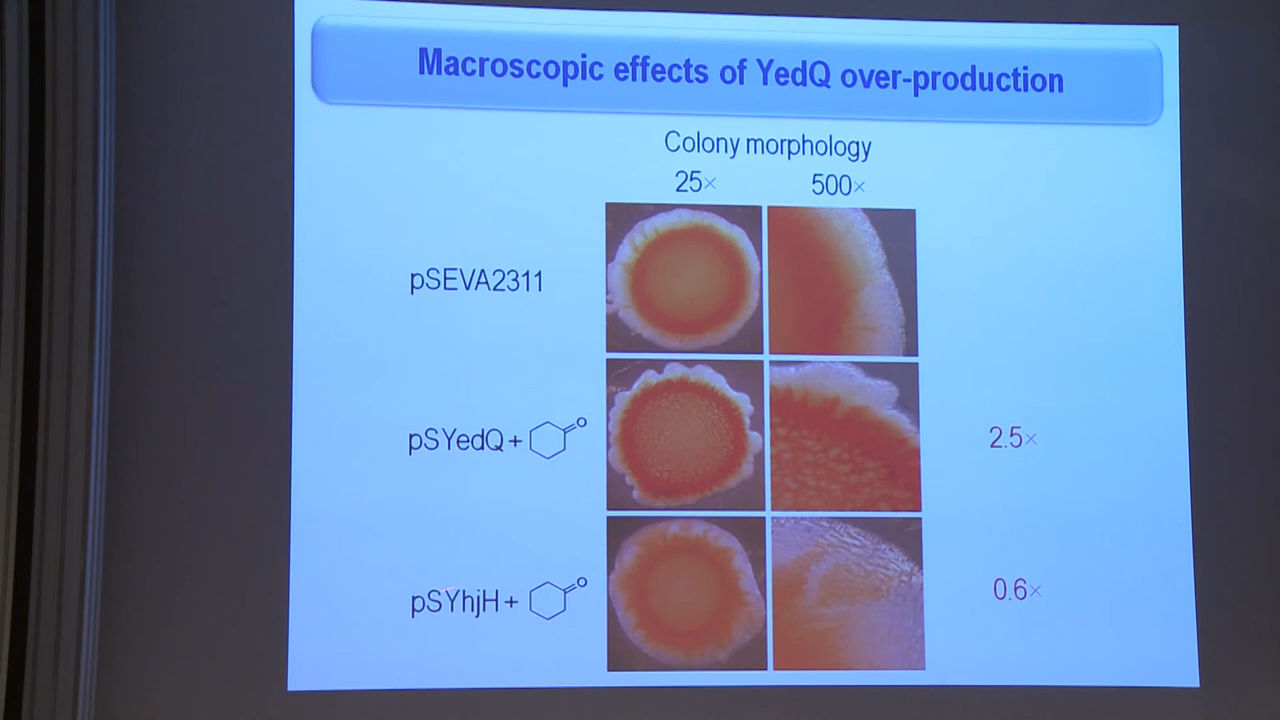 Macroscopic effects of YedQ over-production
Colony morphology
25× 500×
pSEVA2311
pSYedQ + O 2.5×
pSYhjH + O 0.6×